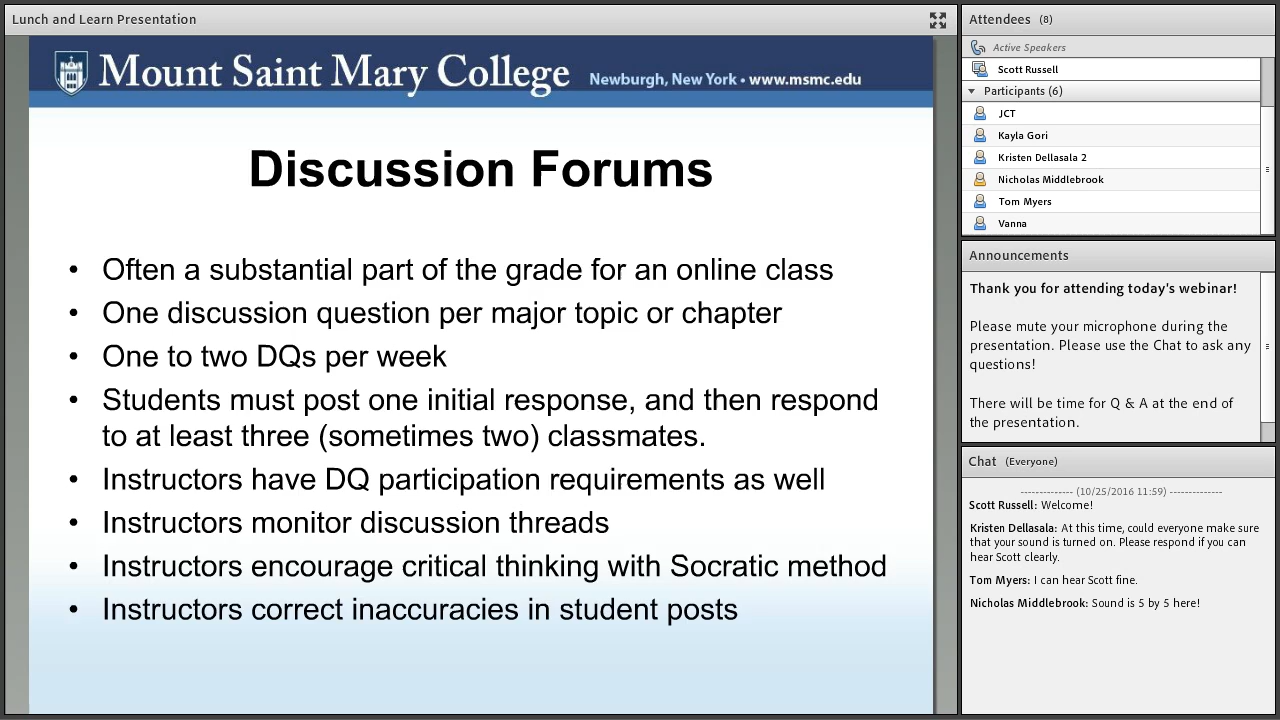 Lunch and Learn Presentation
Mount Saint Mary College Newburgh, New York • www.msmc.edu
Discussion Forums
• Often a substantial part of the grade for an online class
• One discussion question per major topic or chapter
• One to two DQs per week
• Students must post one initial response, and then respond
to at least three (sometimes two) classmates.
• Instructors have DQ participation requirements as well
• Instructors monitor discussion threads
• Instructors encourage critical thinking with Socratic method
• Instructors correct inaccuracies in student posts
Attendees (8)
Active Speakers
Scott Russell
Participants (6)
JCT
Kayla Gori
Kristen Dellasala 2
Nicholas Middlebrook
Tom Myers
Vanna
Announcements
Thank you for attending today's webinar!
Please mute your microphone during the
presentation. Please use the Chat to ask any
questions!
There will be time for Q & A at the end of
the presentation.
Chat (Everyone)
-------------- (10/25/2016 11:59) --------------
Scott Russell: Welcome!
Kristen Dellasala: At this time, could everyone make sure
that your sound is turned on. Please respond if you can
hear Scott clearly.
Tom Myers: I can hear Scott fine.
Nicholas Middlebrook: Sound is 5 by 5 here!